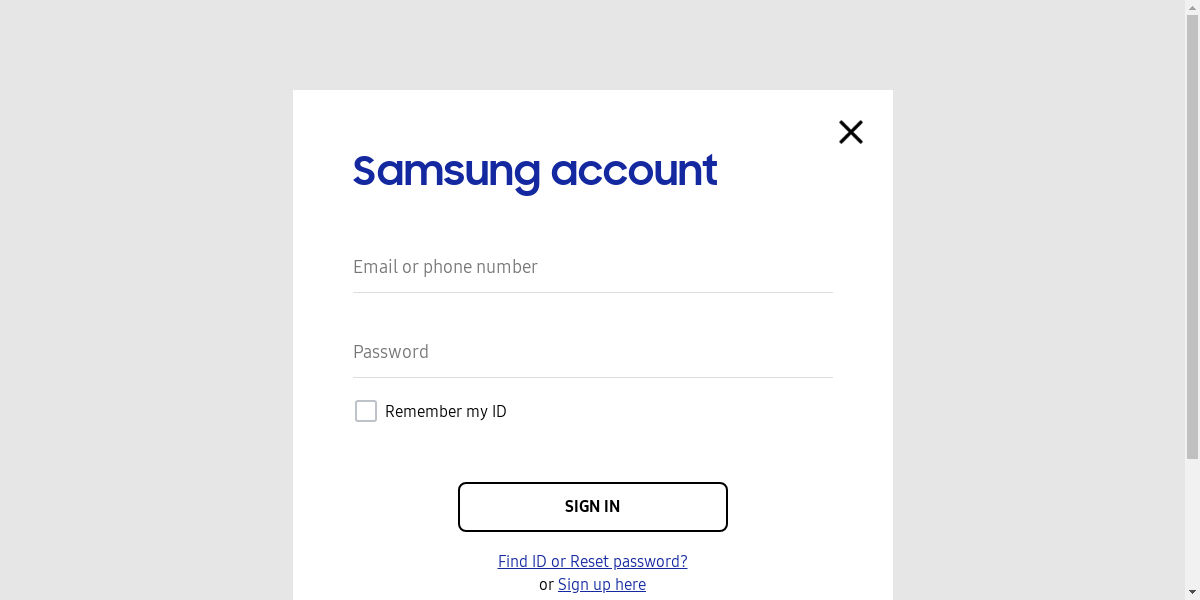 Samsung account
Email or phone number
Password
Remember my ID
SIGN IN
Find ID or Reset password?
or Sign up here